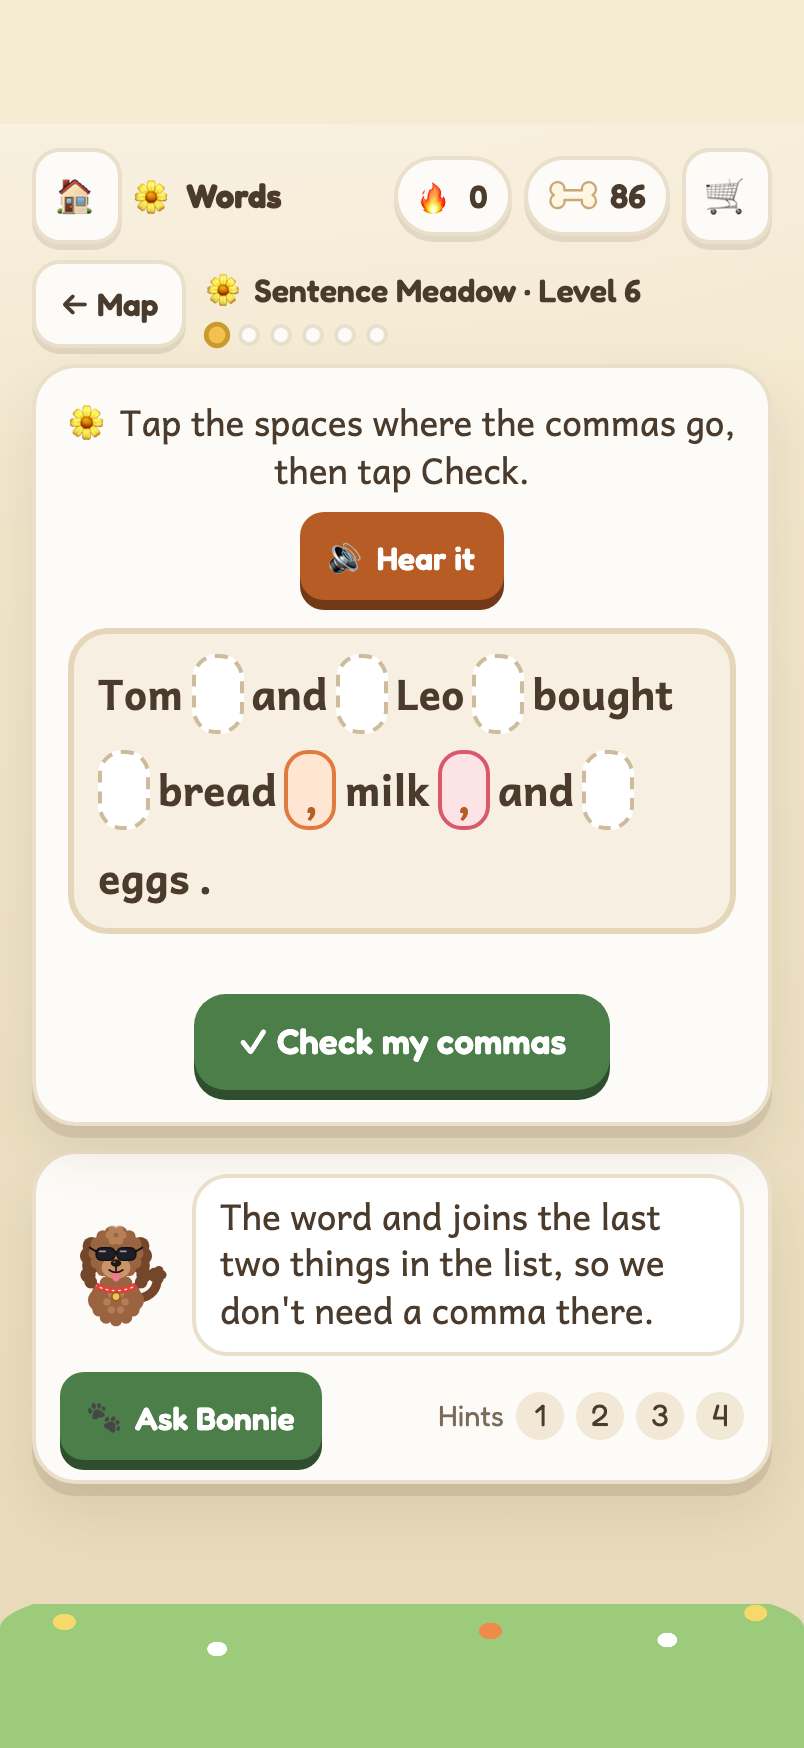 Words
0
86
← Map
Sentence Meadow · Level 6
Tap the spaces where the commas go,
then tap Check.
Hear it
Tom and Leo bought
bread , milk , and
eggs .
✓ Check my commas
The word and joins the last
two things in the list, so we
don't need a comma there.
Ask Bonnie
Hints 1 2 3 4